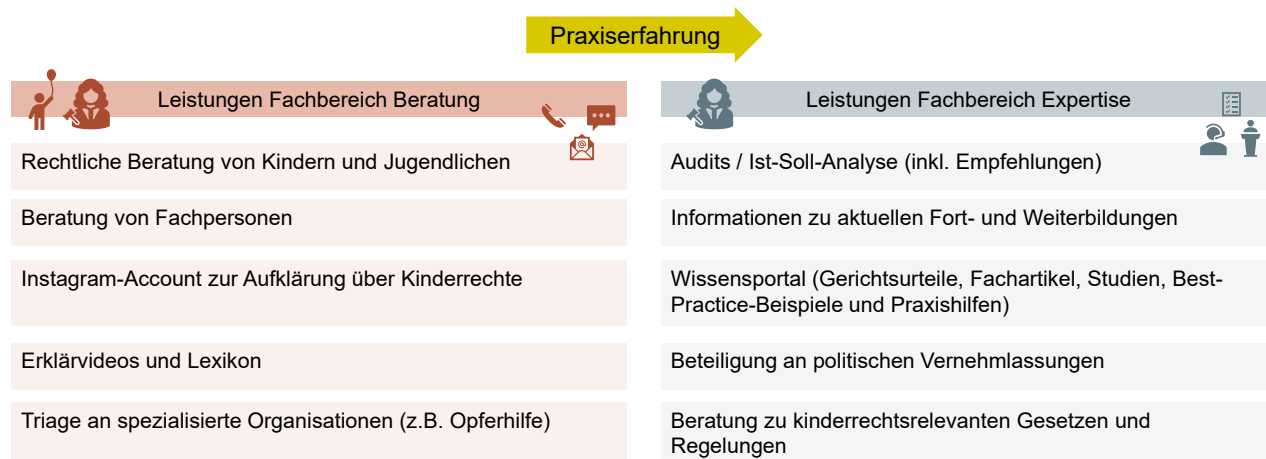 Praxiserfahrung
Leistungen Fachbereich Beratung
Rechtliche Beratung von Kindern und Jugendlichen
Beratung von Fachpersonen
Instagram-Account zur Aufklärung über Kinderrechte
Erklärvideos und Lexikon
Triage an spezialisierte Organisationen (z.B. Opferhilfe)
Leistungen Fachbereich Expertise
Audits / Ist-Soll-Analyse (inkl. Empfehlungen)
Informationen zu aktuellen Fort- und Weiterbildungen
Wissensportal (Gerichtsurteile, Fachartikel, Studien, Best-
Practice-Beispiele und Praxishilfen)
Beteiligung an politischen Vernehmlassungen
Beratung zu kinderrechtsrelevanten Gesetzen und
Regelungen